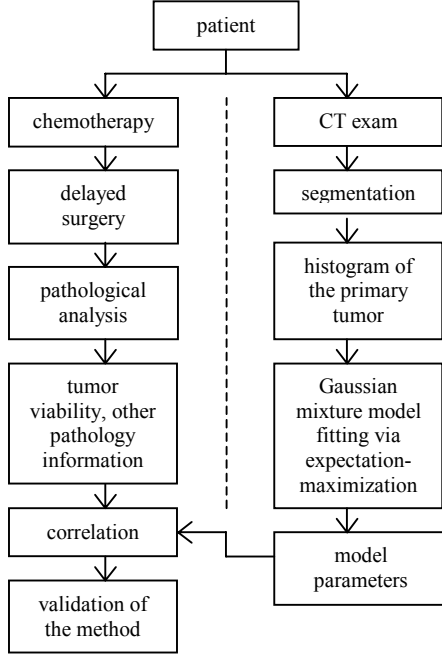 patient
chemotherapy
delayed
surgery
pathological
analysis
tumor
viability, other
pathology
information
correlation
validation of
the method
CT exam
segmentation
histogram of
the primary
tumor
Gaussian
mixture model
fitting via
expectation-
maximization
model
parameters